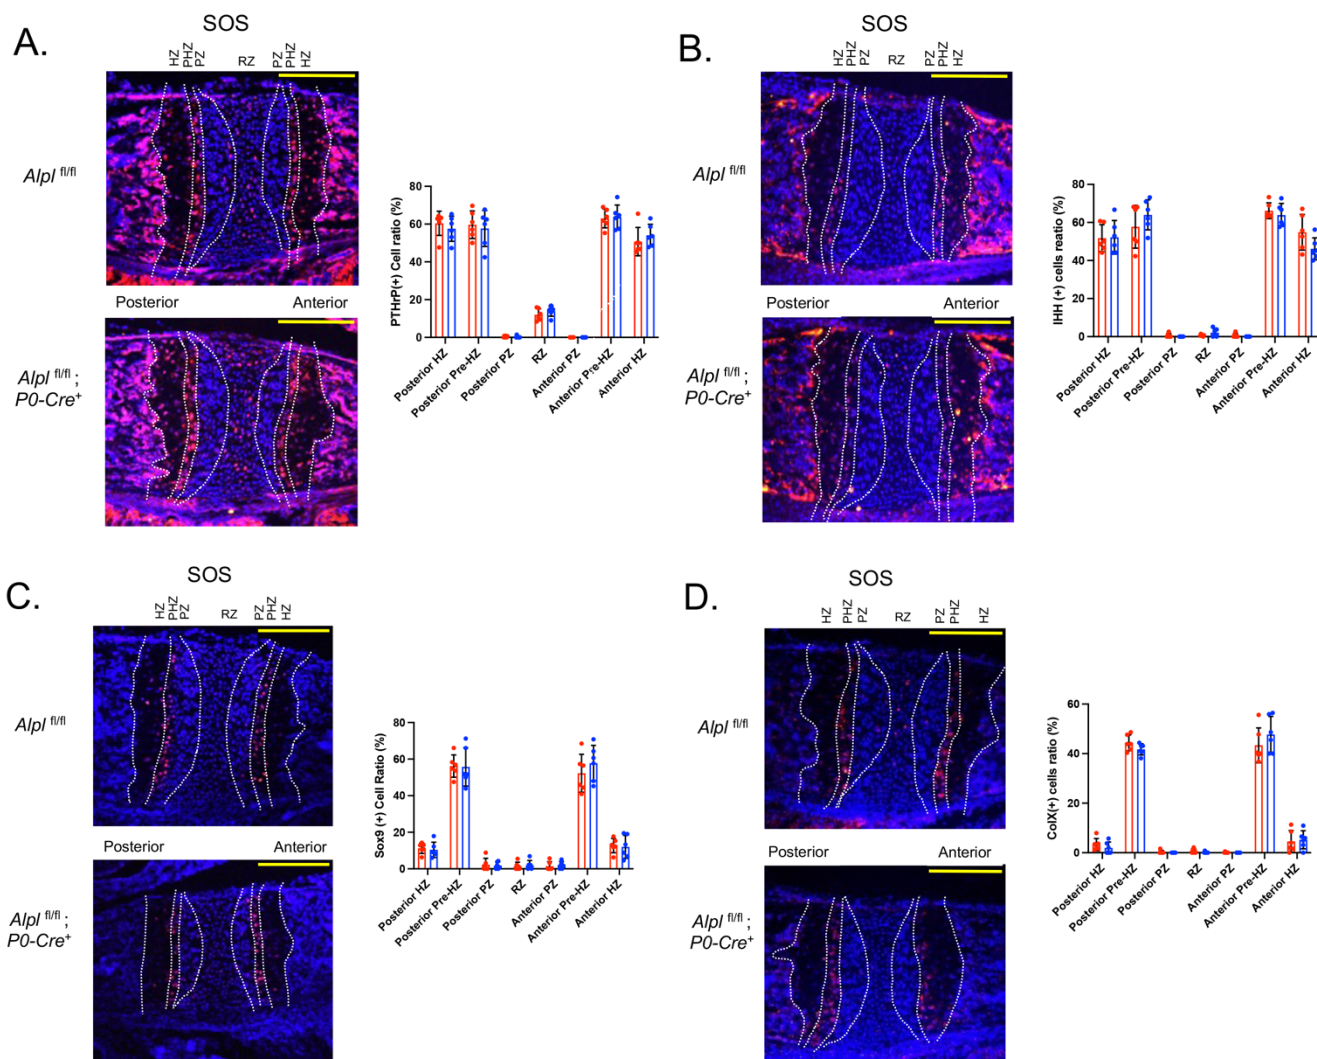 A.
SOS
HZ
PHZ
PZ
RZ
PZ
PHZ
HZ
Alpl fl/fl
Posterior Anterior
Alpl fl/fl ;
P0-Cre+
PTHrP(+) Cell ratio (%)
80
60
40
20
0
Posterior HZ
Posterior Pre-HZ
Posterior PZ
RZ
Anterior PZ
Anterior Pre-HZ
Anterior HZ
B.
SOS
HZ
PHZ
PZ
RZ
PZ
PHZ
HZ
Alpl fl/fl
Posterior Anterior
Alpl fl/fl ;
P0-Cre+
IHH (+) cells reatio (%)
80
60
40
20
0
Posterior HZ
Posterior Pre-HZ
Posterior PZ
RZ
Anterior PZ
Anterior Pre-HZ
Anterior HZ
C.
SOS
HZ
PHZ
PZ
RZ
PZ
PHZ
HZ
Alpl fl/fl
Posterior Anterior
Alpl fl/fl ;
P0-Cre+
Sox9 (+) Cell Ratio (%)
80
60
40
20
0
Posterior HZ
Posterior Pre-HZ
Posterior PZ
RZ
Anterior PZ
Anterior Pre-HZ
Anterior HZ
D.
SOS
HZ
PHZ
PZ
RZ
PZ
PHZ
HZ
Alpl fl/fl
Posterior Anterior
Alpl fl/fl ;
P0-Cre+
ColX(+) cells ratio (%)
60
40
20
0
Posterior HZ
Posterior Pre-HZ
Posterior PZ
RZ
Anterior PZ
Anterior Pre-HZ
Anterior HZ